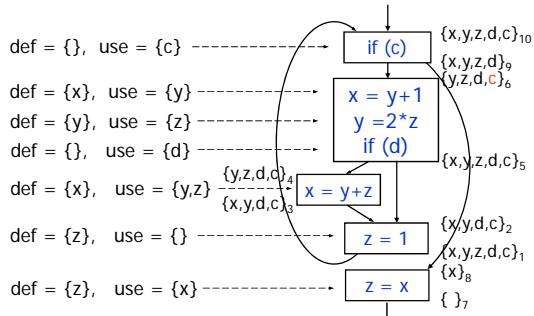 {x,y,z,d,c}10
def = {}, use = {c}
if (c)
{x,y,z,d}9
{y,z,d,c}6
def = {x}, use = {y}
x = y+1
def = {y}, use = {z}
y =2*z
def = {}, use = {d}
if (d)
{x,y,z,d,c}5
{y,z,d,c}4
def = {x}, use = {y,z}
x = y+z
{x,y,d,c}3
{x,y,d,c}2
def = {z}, use = {}
z = 1
{x,y,z,d,c}1
{x}8
def = {z}, use = {x}
z = x
{ }7